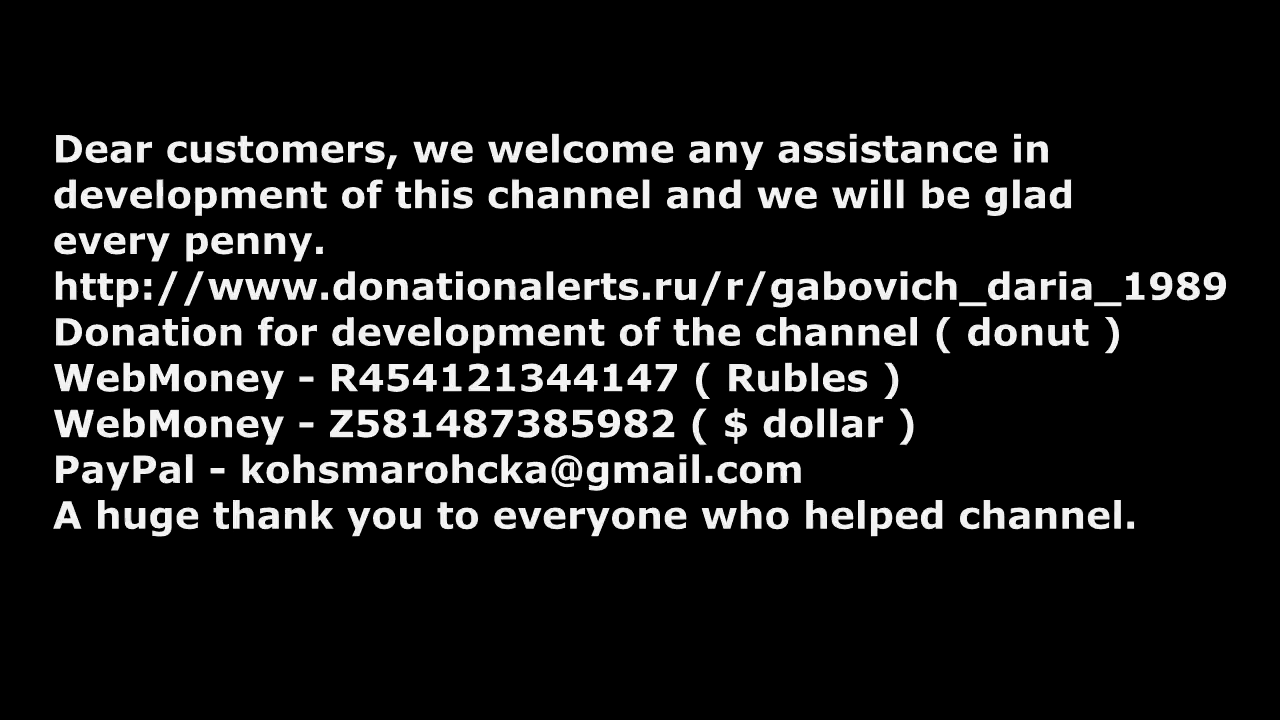 Dear customers, we welcome any assistance in
development of this channel and we will be glad
every penny.
http://www.donationalerts.ru/r/gabovich_daria_1989
Donation for development of the channel ( donut )
WebMoney - R454121344147 ( Rubles )
WebMoney - Z581487385982 ( $ dollar )
PayPal - kohsmarohcka@gmail.com
A huge thank you to everyone who helped channel.